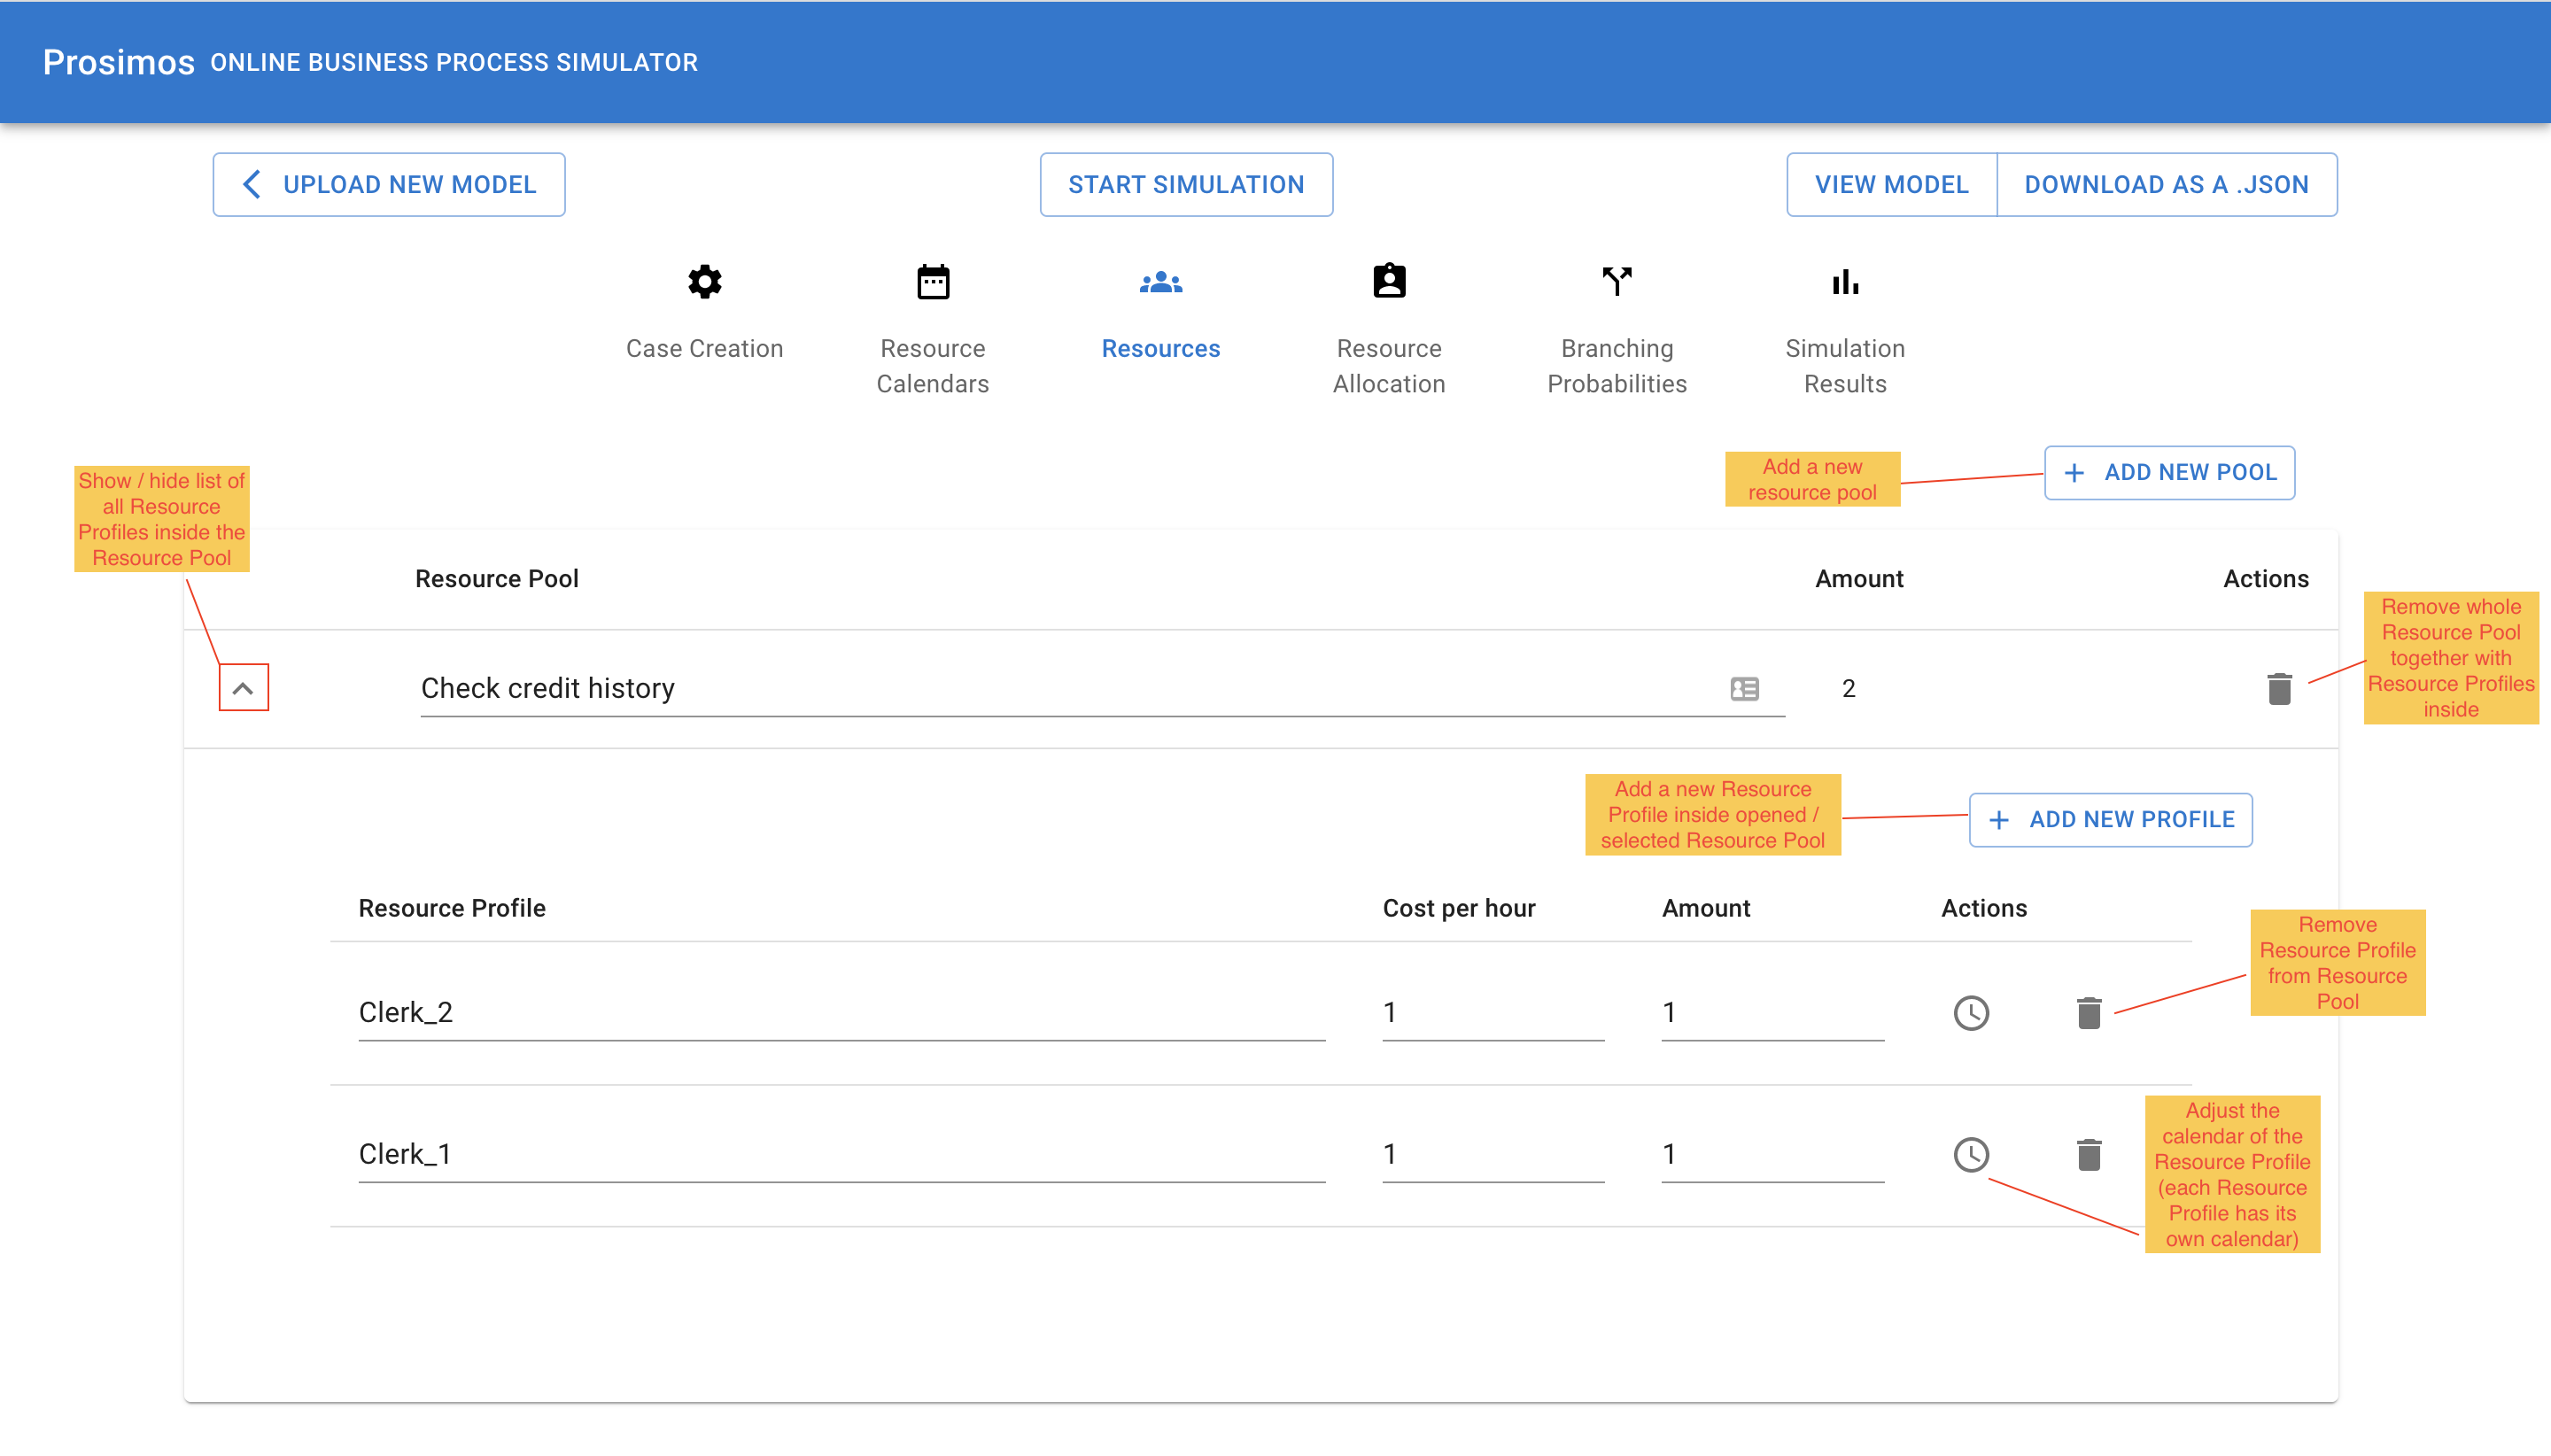 Prosimos ONLINE BUSINESS PROCESS SIMULATOR
UPLOAD NEW MODEL
START SIMULATION
VIEW MODEL
DOWNLOAD AS A .JSON
Case Creation
Resource
Calendars
Resources
Resource
Allocation
Branching
Probabilities
Simulation
Results
Show / hide list of
all Resource
Profiles inside the
Resource Pool
Add a new
resource pool
+ ADD NEW POOL
Resource Pool
Amount
Actions
Remove whole
Resource Pool
together with
Resource Profiles
inside
Check credit history
2
Add a new Resource
Profile inside opened /
selected Resource Pool
+ ADD NEW PROFILE
Resource Profile
Cost per hour
Amount
Actions
Remove
Resource Profile
from Resource
Pool
Clerk_2
1
1
Clerk_1
1
1
Adjust the
calendar of the
Resource Profile
(each Resource
Profile has its
own calendar)